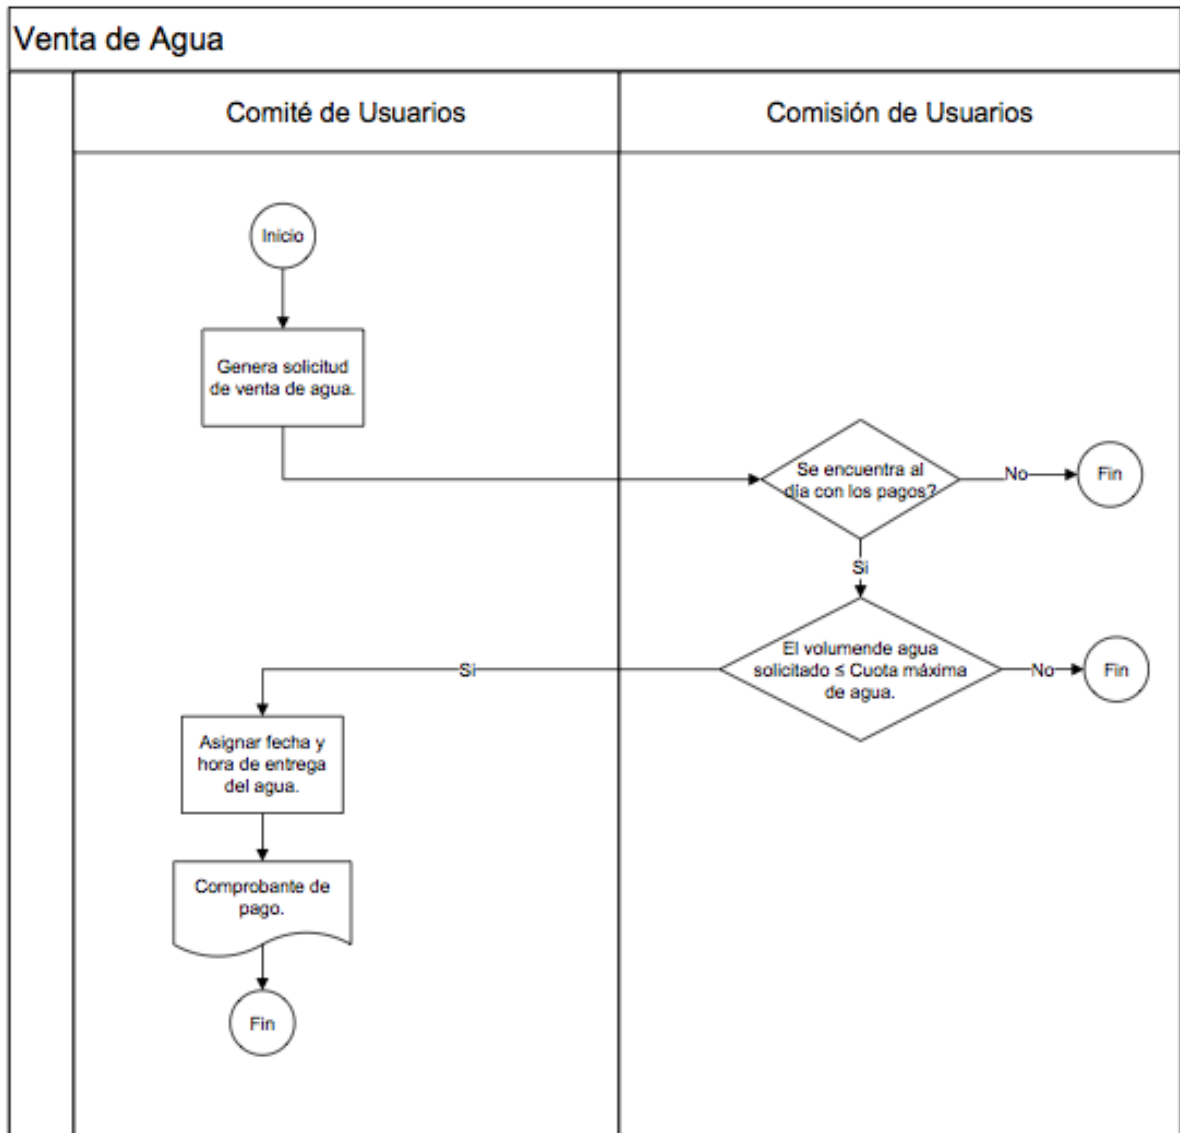 Venta de Agua
Comité de Usuarios
Comisión de Usuarios
Inicio
Genera solicitud
de venta de agua.
Se encuentra al
día con los pagos?
No
Fin
Si
El volumende agua
solicitado ≤ Cuota máxima
de agua.
No
Fin
Si
Asignar fecha y
hora de entrega
del agua.
Comprobante de
pago.
Fin